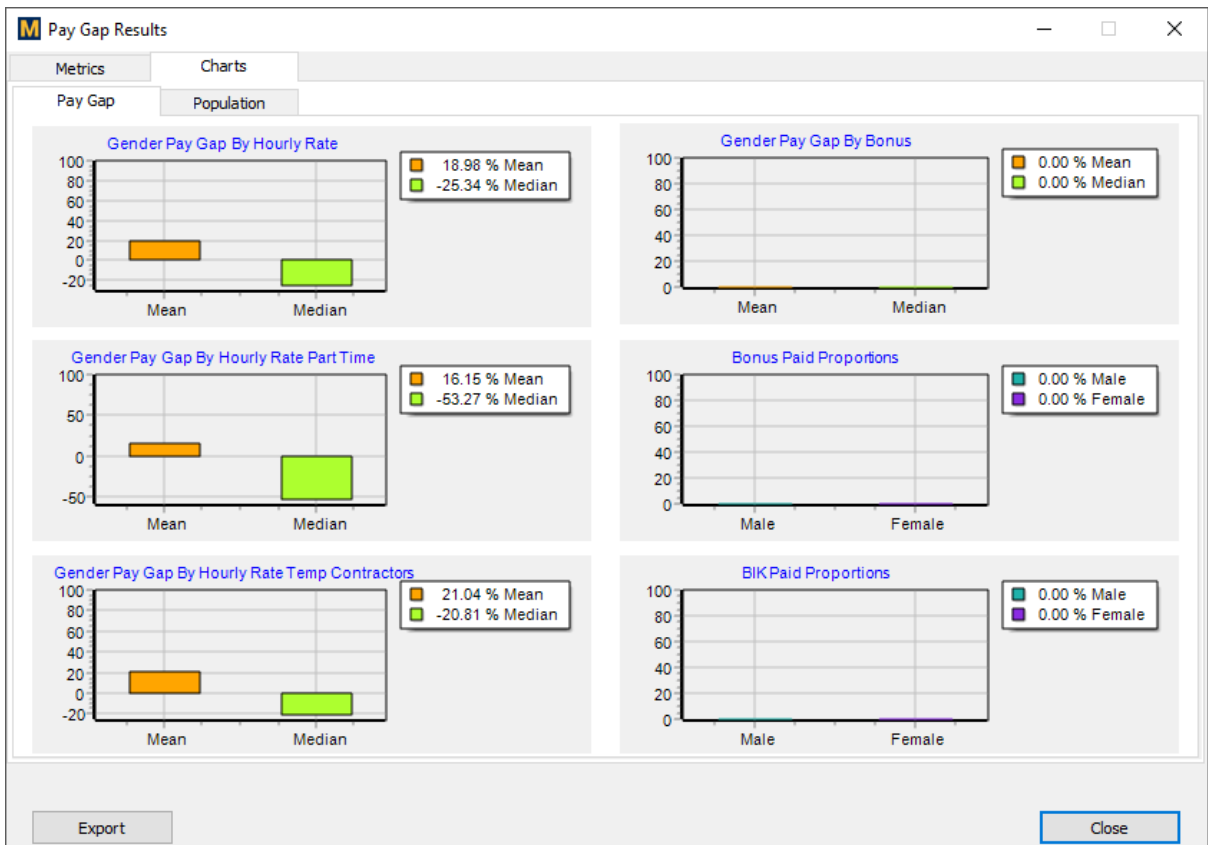 M Pay Gap Results
Metrics Charts
Pay Gap Population
Gender Pay Gap By Hourly Rate
100
80
60
40
20
0
-20
Mean Median
18.98 % Mean
-25.34 % Median
Gender Pay Gap By Bonus
100
80
60
40
20
0
Mean Median
0.00 % Mean
0.00 % Median
Gender Pay Gap By Hourly Rate Part Time
100
50
0
-50
Mean Median
16.15 % Mean
-53.27 % Median
Bonus Paid Proportions
100
80
60
40
20
0
Male Female
0.00 % Male
0.00 % Female
Gender Pay Gap By Hourly Rate Temp Contractors
100
80
60
40
20
0
-20
Mean Median
21.04 % Mean
-20.81 % Median
BIK Paid Proportions
100
80
60
40
20
0
Male Female
0.00 % Male
0.00 % Female
Export Close